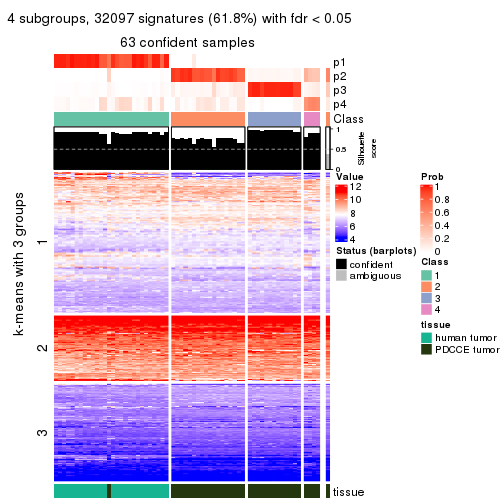 4 subgroups, 32097 signatures (61.8%) with fdr < 0.05
63 confident samples
p1
p2
p3
p4
Class
1
0.5
0
Silhouette
score
k-means with 3 groups
1
2
3
Value
12
10
8
6
4
Status (barplots)
confident
ambiguous
Prob
1
0.8
0.6
0.4
0.2
0
Class
1
2
3
4
tissue
human tumor
PDCCE tumor
tissue